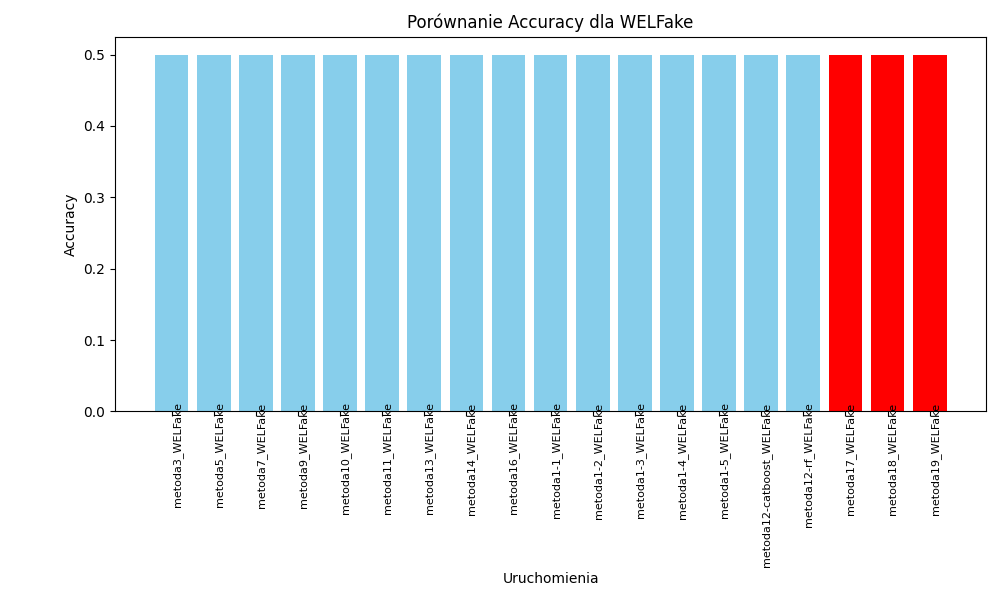 Porównanie Accuracy dla WELFake
Accuracy
0.5
0.4
0.3
0.2
0.1
0.0
metoda3_WELFake
metoda5_WELFake
metoda7_WELFake
metoda9_WELFake
metoda10_WELFake
metoda11_WELFake
metoda13_WELFake
metoda14_WELFake
metoda16_WELFake
metoda1-1_WELFake
metoda1-2_WELFake
metoda1-3_WELFake
metoda1-4_WELFake
metoda1-5_WELFake
metoda12-catboost_WELFake
metoda12-rf_WELFake
metoda17_WELFake
metoda18_WELFake
metoda19_WELFake
Uruchomienia